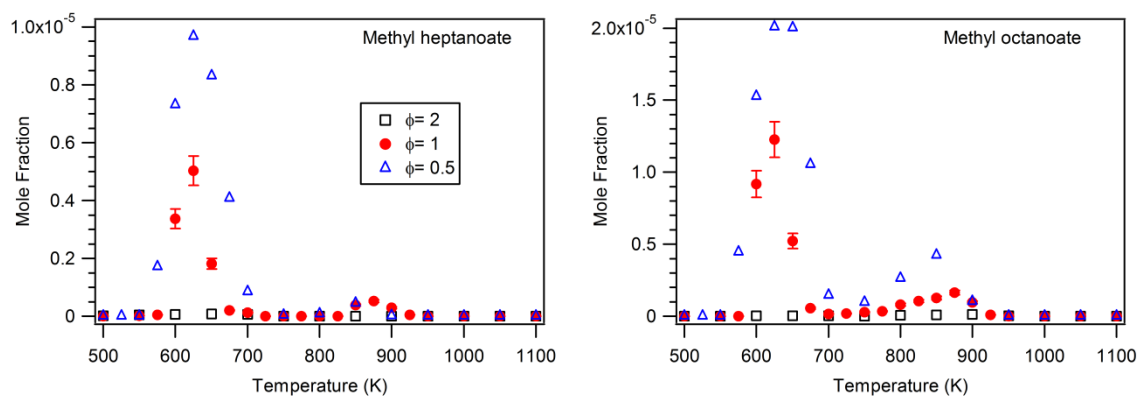 1.0x10⁻⁵
0.8
0.6
0.4
0.2
0
Mole Fraction
Methyl heptanoate
ϕ= 2
ϕ= 1
ϕ= 0.5
500 600 700 800 900 1000 1100
Temperature (K)
2.0x10⁻⁵
1.5
1.0
0.5
0
Mole Fraction
Methyl octanoate
500 600 700 800 900 1000 1100
Temperature (K)